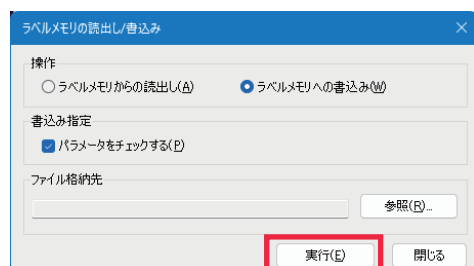 ラベルメモリの読出し/書込み
操作
ラベルメモリからの読出し(A)
ラベルメモリへの書込み(W)
書込み指定
パラメータをチェックする(P)
ファイル格納先
参照(R)...
実行(E)
閉じる